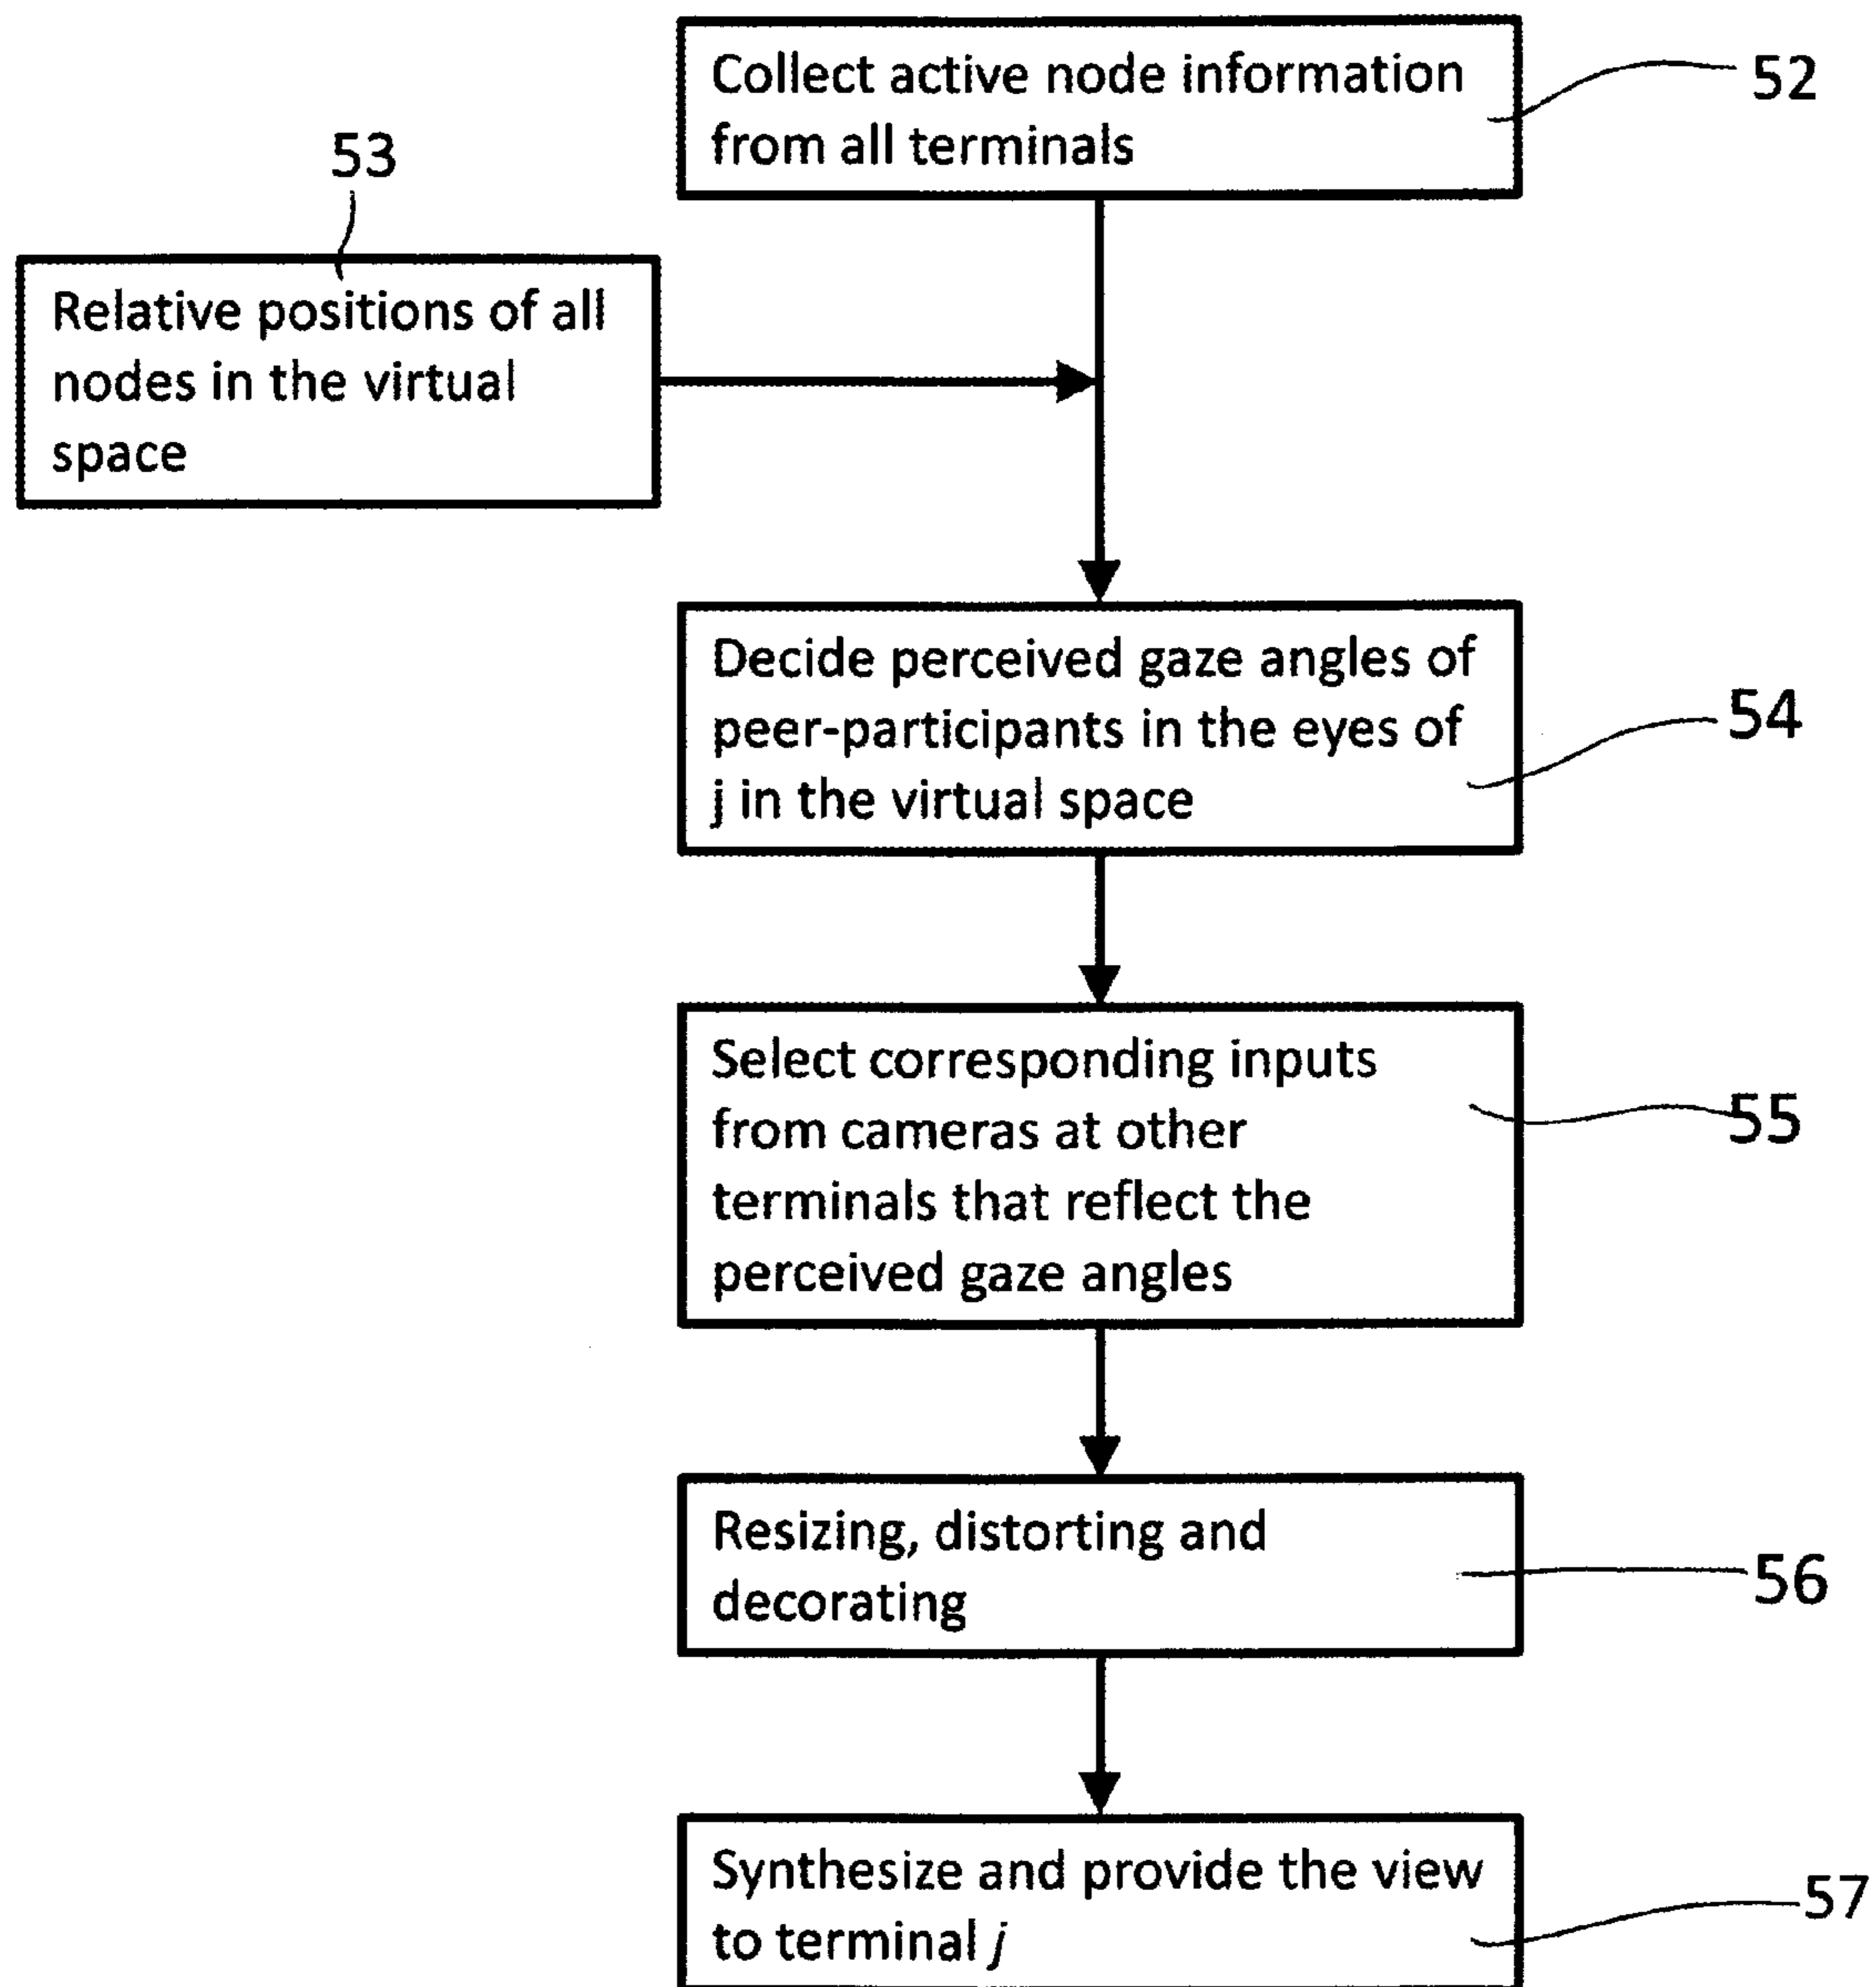 Collect active node information
from all terminals
52
53
Relative positions of all
nodes in the virtual
space
Decide perceived gaze angles of
peer-participants in the eyes of
j in the virtual space
54
Select corresponding inputs
from cameras at other
terminals that reflect the
perceived gaze angles
55
Resizing, distorting and
decorating
56
Synthesize and provide the view
to terminal j
57